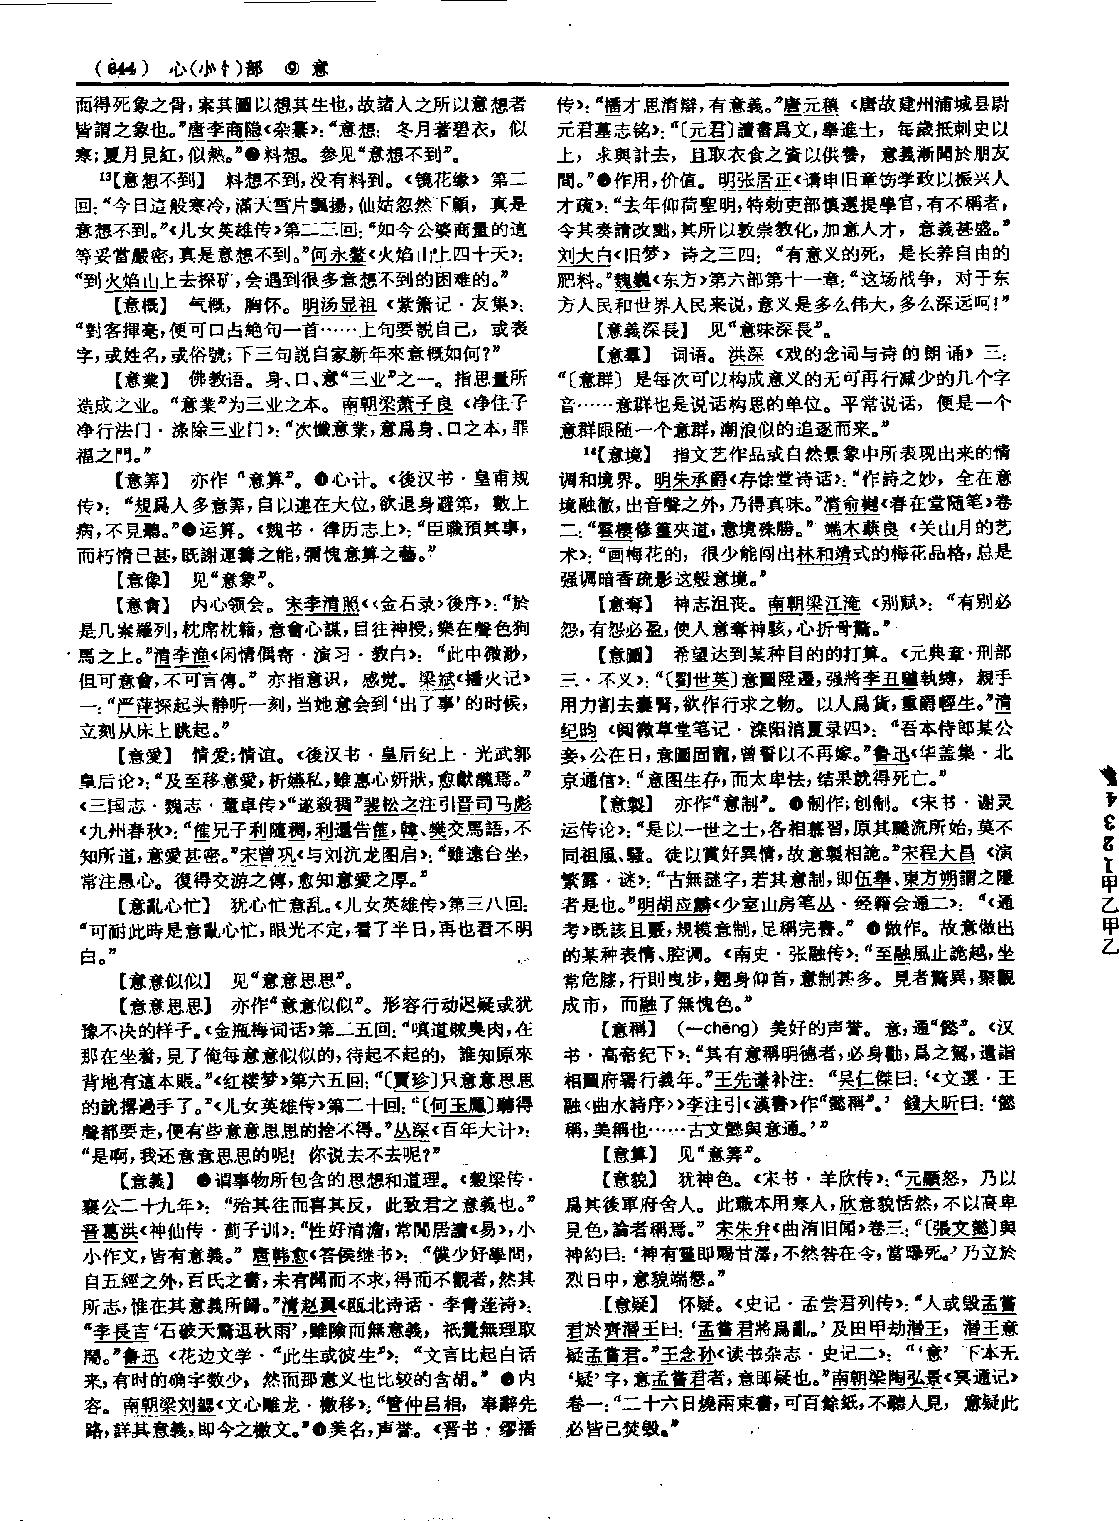 （644） 心（小忄）部 ⑨ 意
而得死象之骨，案其圖以想其生也，故諸人之所以意想者
皆謂之象也。”唐李商隐《杂纂》：“意想： 冬月着碧衣， 似
寒；夏月見紅，似熱。”❷料想。参见“意想不到”。
¹³【意想不到】 料想不到，没有料到。《镜花缘》第二
回：“今日这般寒冷，滿天雪片飄揚，仙姑忽然下顧， 真是
意想不到。”《儿女英雄传》第二三回：“如今公婆商量的這
等妥當嚴密，真是意想不到。”何永鳌《火焰山上四十天》：
“到火焰山上去探矿，会遇到很多意想不到的困难的。”
【意概】 气概，胸怀。明汤显祖《紫箫记·友集》：
“對客揮毫，便可口占絶句一首……上句要説自己， 或表
字，或姓名，或俗號；下三句説自家新年來意概如何？”
【意業】 佛教语。身、口、意“三业”之一。指思量所
造成之业。“意業”为三业之本。南朝梁萧子良《净住子
净行法门·涤除三业门》：“次懺意業，意爲身、口之本，罪
福之門。”
【意筭】 亦作“意算”。❶心计。《後汉书·皇甫规
传》：“規爲人多意筭，自以連在大位，欲退身避第， 數上
病，不見聽。”❷运算。《魏书·律历志上》：“臣職預其事，
而朽惰已甚，既謝運籌之能，彌愧意算之藝。”
【意像】 见“意象”。
【意會】 内心领会。宋李清照《〈金石录〉後序》：“於
是几案羅列，枕席枕籍，意會心謀，目往神授；樂在聲色狗
馬之上。”清李渔《闲情偶寄·演习·教白》：“此中微渺，
但可意會，不可言傳。” 亦指意识，感觉。梁斌《播火记》
一：“严萍探起头静听一刻，当她意会到‘出了事’的时候，
立刻从床上跳起。”
【意愛】 情爱；情谊。《後汉书·皇后纪上·光武郭
皇后论》：“及至移意愛，析嬿私，雖惠心妍狀，愈獻醜焉。”
《三国志·魏志·董卓传》“遂殺稠”裴松之注引晋司马彪
《九州春秋》：“傕兄子利隨稠，利還告傕，韓、樊交馬語，不
知所道，意愛甚密。”宋曾巩《与刘沆龙图启》：“雖遠台坐，
常注愚心。 復得交游之傳，愈知意愛之厚。”
【意亂心忙】 犹心忙意乱。《儿女英雄传》第三八回：
“可耐此時是意亂心忙，眼光不定，看了半日，再也看不明
白。”
【意意似似】 见“意意思思”。
【意意思思】 亦作“意意似似”。形容行动迟疑或犹
豫不决的样子。《金瓶梅词话》第二五回：“嗔道賊臭肉，在
那在坐着，見了俺每意意似似的，待起不起的， 誰知原來
背地有這本賬。”《红楼梦》第六五回：“〔賈珍〕只意意思思
的就撂過手了。”《儿女英雄传》第二十回：“〔何玉鳳〕聽得
聲都要走，便有些意意思思的捨不得。”丛深《百年大计》：
“是啊，我还意意思思的呢！ 你说去不去呢？”
【意義】 ❶谓事物所包含的思想和道理。《穀梁传·
襄公二十九年》：“殆其往而喜其反， 此致君之意義也。”
晋葛洪《神仙传·蓟子训》：“性好清澹，常閒居讀《易》，小
小作文，皆有意義。” 唐韩愈《答侯继书》：“僕少好學問，
自五經之外，百氏之書，未有聞而不求，得而不觀者，然其
所志，惟在其意義所歸。”清赵翼《瓯北诗话·李青莲诗》：
“李長吉‘石破天驚逗秋雨’，雖險而無意義， 祇覺無理取
鬧。”鲁迅《花边文学·“此生或彼生”》：“文言比起白话
来，有时的确字数少， 然而那意义也比较的含胡。” ❷内
容。 南朝梁刘勰《文心雕龙·檄移》：“管仲吕相， 奉辭先
路，詳其意義，即今之檄文。”❸美名，声誉。《晋书·缪播
传》：“播才思清辯，有意義。”唐元稹《唐故建州浦城县尉
元君墓志铭》：“〔元君〕讀書爲文，舉進士， 每歲抵刺史以
上， 求與計去， 且取衣食之資以供養， 意義漸聞於朋友
間。”❹作用，价值。 明张居正《请申旧章饬学政以振兴人
才疏》：“去年仰荷聖明，特勅吏部慎選提學官，有不稱者，
令其奏請改黜，其所以敦崇教化，加意人才， 意義甚盛。”
刘大白《旧梦》诗之三四：“有意义的死， 是长养自由的
肥料。”魏巍《东方》第六部第十一章：“这场战争， 对于东
方人民和世界人民来说，意义是多么伟大，多么深远呵！”
【意義深長】 见“意味深長”。
【意羣】 词语。洪深《戏的念词与诗的朗诵》三：
“〔意群〕是每次可以构成意义的无可再行减少的几个字
音……意群也是说话构思的单位。平常说话， 便是一个
意群跟随一个意群，潮浪似的追逐而来。”
¹⁴【意境】 指文艺作品或自然景象中所表现出来的情
调和境界。明朱承爵《存馀堂诗话》：“作詩之妙， 全在意
境融徹，出音聲之外，乃得真味。”清俞樾《春在堂随笔》卷
二：“雲樓修篁夾道，意境殊勝。” 端木蕻良《关山月的艺
术》：“画梅花的， 很少能闯出林和靖式的梅花品格，总是
强调暗香疏影这般意境。”
【意奪】 神志沮丧。南朝梁江淹《别赋》：“有别必
怨，有怨必盈，使人意奪神駭，心折骨驚。”
【意圖】 希望达到某种目的的打算。《元典章·刑部
三·不义》：“〔劉世英〕意圖陞遷，强將李丑驢執縛， 親手
用力割去囊腎，欲作行求之物。 以人爲貨，重爵輕生。”清
纪昀《阅微草堂笔记·滦阳消夏录四》：“吾本侍郎某公
妾，公在日，意圖固寵，曾誓以不再嫁。”鲁迅《华盖集·北
京通信》：“意图生存，而太卑怯，结果就得死亡。”
【意製】 亦作“意制”。❶制作；创制。《宋书·谢灵
运传论》：“是以一世之士，各相慕習，原其飈流所始，莫不
同祖風、騷。 徒以賞好異情，故意製相詭。”宋程大昌《演
繁露·谜》：“古無謎字，若其意制，即伍舉、東方朔謂之隱
者是也。”明胡应麟《少室山房笔丛·经籍会通二》：“《通
考》既該且覈，規模意制，足稱完書。” ❷做作。故意做出
的某种表情、腔调。《南史·张融传》：“至融風止詭越，坐
常危膝，行則曳步，翹身仰首，意制甚多。 見者驚異，聚觀
成市， 而融了無愧色。”
【意稱】 （—chēng）美好的声誉。意，通“懿”。《汉
书·高帝纪下》：“其有意稱明德者，必身勸，爲之駕，遣詣
相國府署行義年。”王先谦补注：“吴仁傑曰：‘《文選·王
融〈曲水詩序〉》李注引《漢書》作“懿稱”。’ 錢大昕曰：‘懿
稱，美稱也……古文懿與意通。’”
【意算】 见“意筭”。
【意貌】 犹神色。《宋书·羊欣传》：“元顯怒， 乃以
爲其後軍府舍人。 此職本用寒人，欣意貌恬然，不以高卑
見色，論者稱焉。” 宋朱弁《曲洧旧闻》卷三：“〔張文懿〕與
神約曰：‘神有靈即賜甘澤，不然咎在令，當曝死。’乃立於
烈日中，意貌端慤。”
【意疑】 怀疑。《史记·孟尝君列传》：“人或毁孟嘗
君於齊湣王曰：‘孟嘗君將爲亂。’及田甲劫湣王， 湣王意
疑孟嘗君。”王念孙《读书杂志·史记二》：“‘意’ 下本无
‘疑’字，意孟嘗君者，意即疑也。”南朝梁陶弘景《冥通记》
卷一：“二十六日燒兩束書，可百餘紙，不聽人見， 意疑此
必皆已焚毁。”